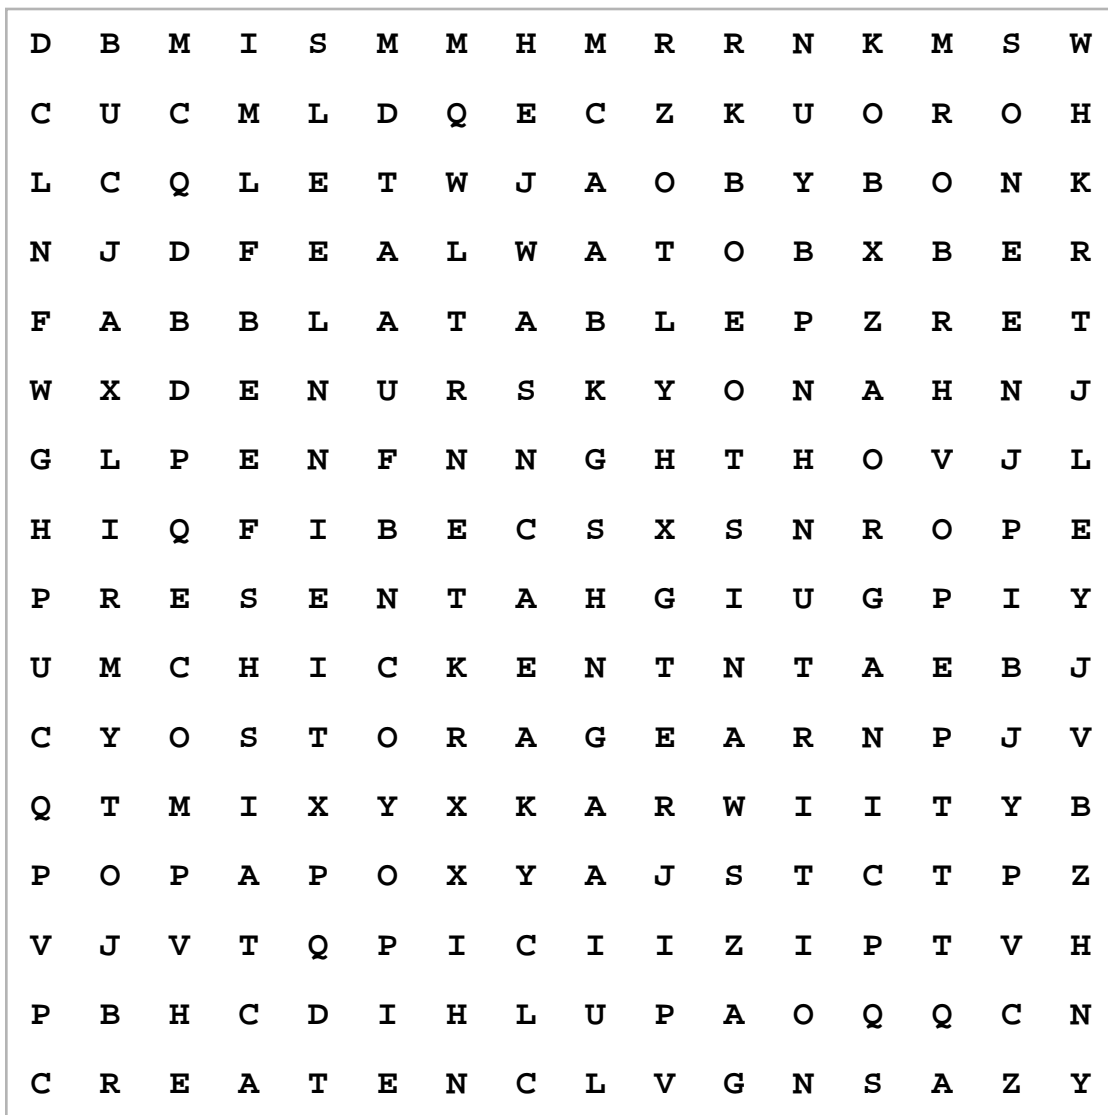 D B M I S M M H M R R N K M S W
C U C M L D Q E C Z K U O R O H
L C Q L E T W J A O B Y B O N K
N J D F E A L W A T O B X B E R
F A B B L A T A B L E P Z R E T
W X D E N U R S K Y O N A H N J
G L P E N F N N G H T H O V J L
H I Q F I B E C S X S N R O P E
P R E S E N T A H G I U G P I Y
U M C H I C K E N T N T A E B J
C Y O S T O R A G E A R N P J V
Q T M I X Y X K A R W I I T Y B
P O P A P O X Y A J S T C T P Z
V J V T Q P I C I I Z I P T V H
P B H C D I H L U P A O Q Q C N
C R E A T E N C L V G N S A Z Y